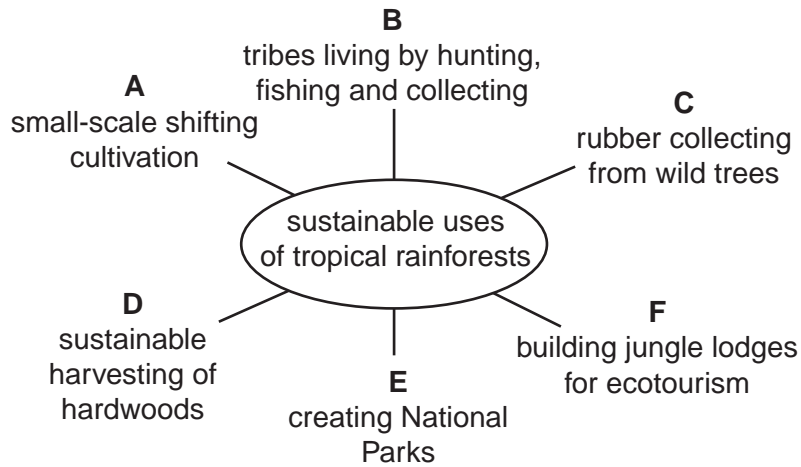 B
tribes living by hunting,
fishing and collecting
A
small-scale shifting
cultivation
C
rubber collecting
from wild trees
sustainable uses
of tropical rainforests
D
sustainable
harvesting of
hardwoods
E
creating National
Parks
F
building jungle lodges
for ecotourism